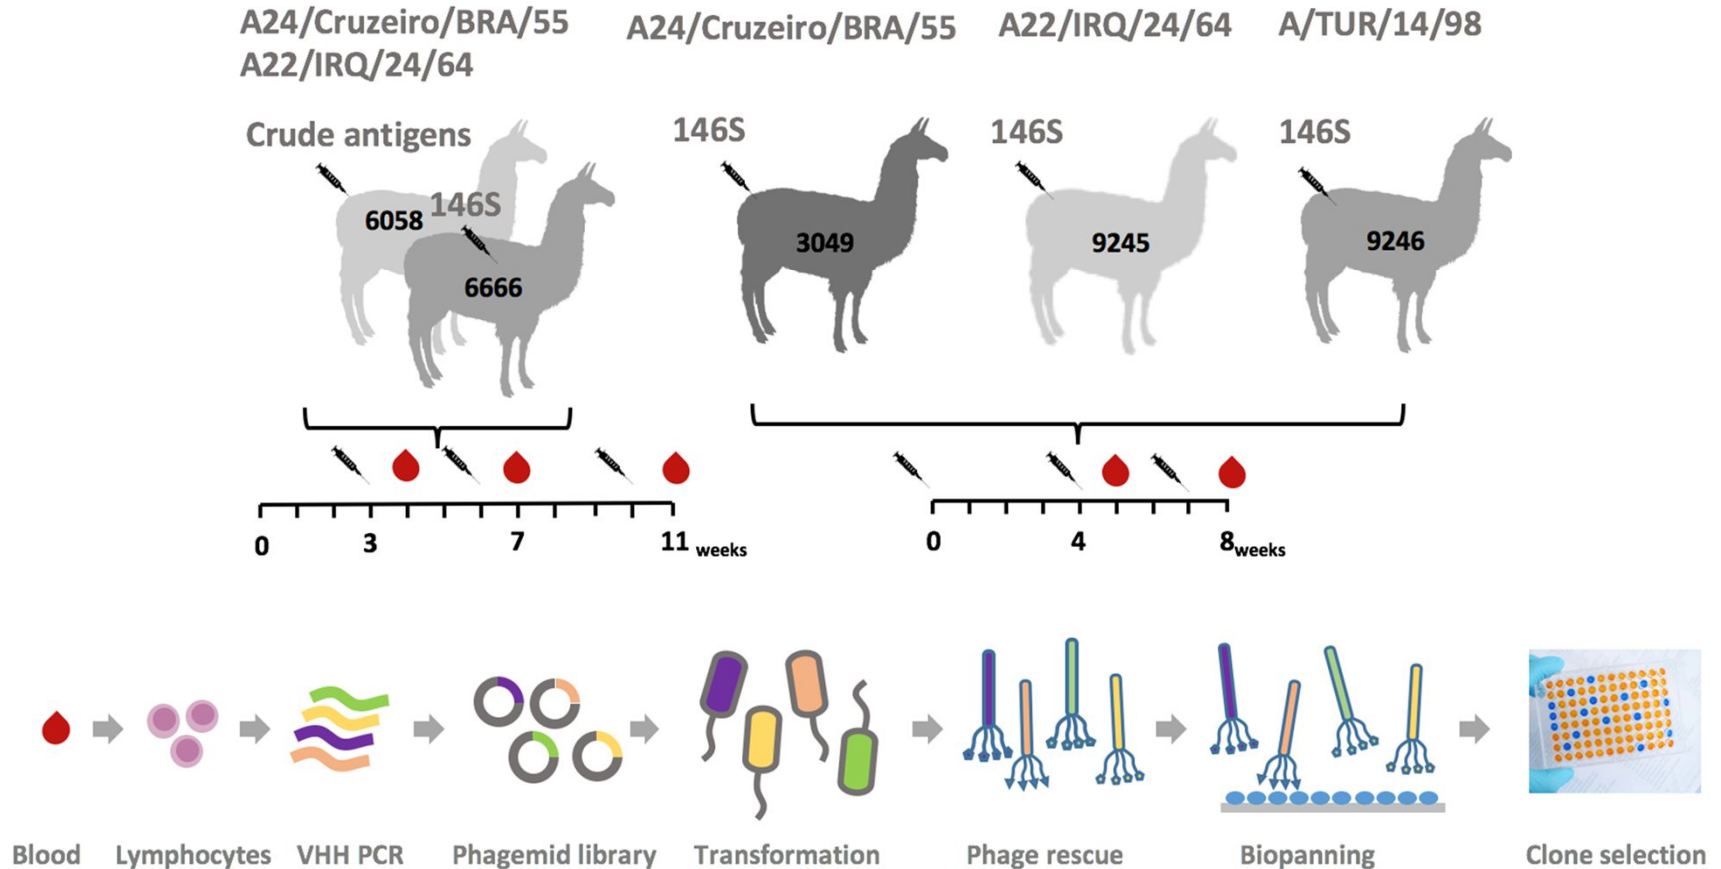 A24/Cruzeiro/BRA/55
A22/IRQ/24/64
A24/Cruzeiro/BRA/55
A22/IRQ/24/64
A/TUR/14/98
Crude antigens
146S
146S
146S
146S
6058
6666
3049
9245
9246
0 3 7 11 weeks
0 4 8 weeks
Blood
Lymphocytes
VHH PCR
Phagemid library
Transformation
Phage rescue
Biopanning
Clone selection